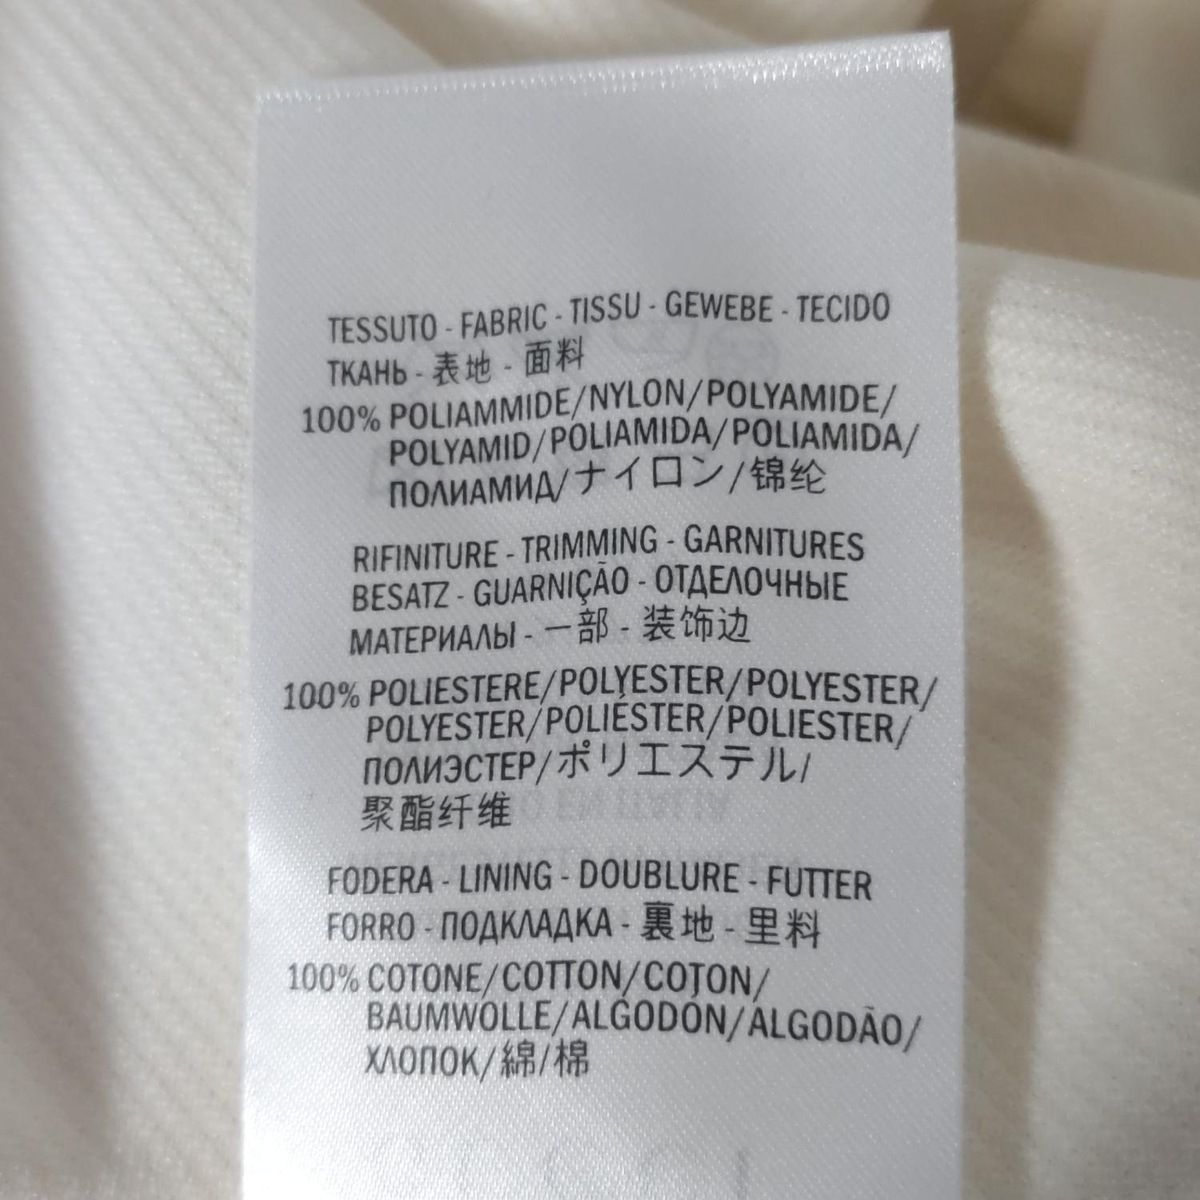 TESSUTO - FABRIC - TISSU - GEWEBE - TECIDO
ТКАНЬ - 表地 - 面料
100% POLIAMMIDE/NYLON/POLYAMIDE/
POLYAMID/POLIAMIDA/POLIAMIDA/
ПОЛИАМИД/ナイロン/锦纶
RIFINITURE - TRIMMING - GARNITURES
BESATZ - GUARNIÇÃO - ОТДЕЛОЧНЫЕ
МАТЕРИАЛЫ - 一部 - 装饰边
100% POLIESTERE/POLYESTER/POLYESTER/
POLYESTER/POLIÉSTER/POLIESTER/
ПОЛИЭСТЕР/ポリエステル/
聚酯纤维
FODERA - LINING - DOUBLURE - FUTTER
FORRO - ПОДКЛАДКА - 裏地 - 里料
100% COTONE/COTTON/COTON/
BAUMWOLLE/ALGODÓN/ALGODÃO/
ХЛОПОК/綿/棉